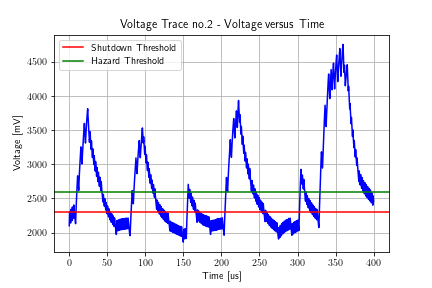 Voltage Trace no.2 - Voltage versus Time
Shutdown Threshold
Hazard Threshold
Voltage [mV]
4500
4000
3500
3000
2500
2000
0 50 100 150 200 250 300 350 400
Time [us]